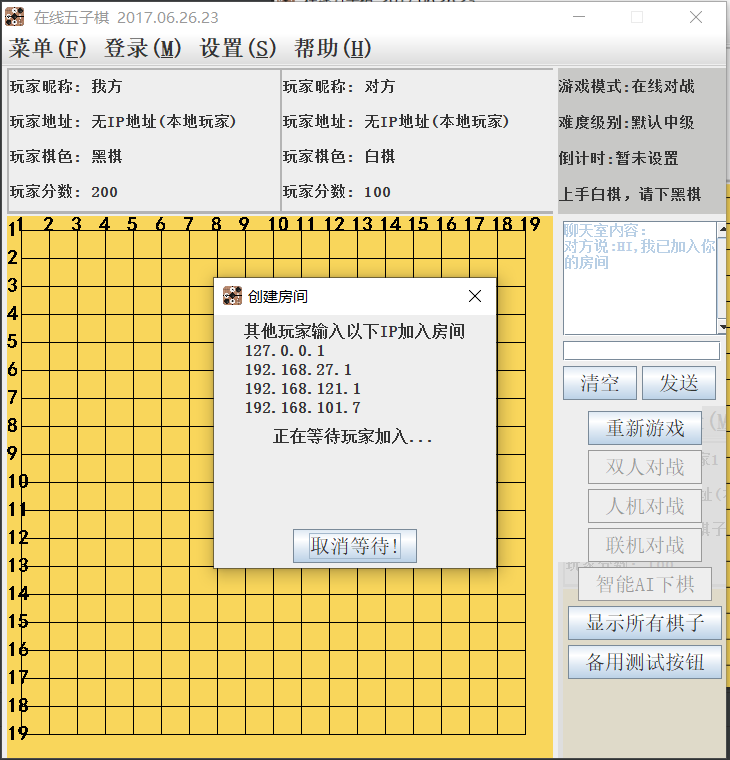 在线五子棋 2017.06.26.23
菜单(F) 登录(M) 设置(S) 帮助(H)
玩家昵称: 我方
玩家地址: 无IP地址(本地玩家)
玩家棋色: 黑棋
玩家分数: 200
玩家昵称: 对方
玩家地址: 无IP地址(本地玩家)
玩家棋色: 白棋
玩家分数: 100
游戏模式:在线对战
难度级别:默认中级
倒计时:暂未设置
上手白棋，请下黑棋
1 2 3 4 5 6 7 8 9 10 11 12 13 14 15 16 17 18 19
1
2
3
4
5
6
7
8
9
10
11
12
13
14
15
16
17
18
19
创建房间
其他玩家输入以下IP加入房间
127.0.0.1
192.168.27.1
192.168.121.1
192.168.101.7
正在等待玩家加入...
取消等待!
聊天室内容:
对方说:HI,我已加入你
的房间
清空 发送
重新游戏
双人对战
人机对战
联机对战
智能AI下棋
显示所有棋子
备用测试按钮